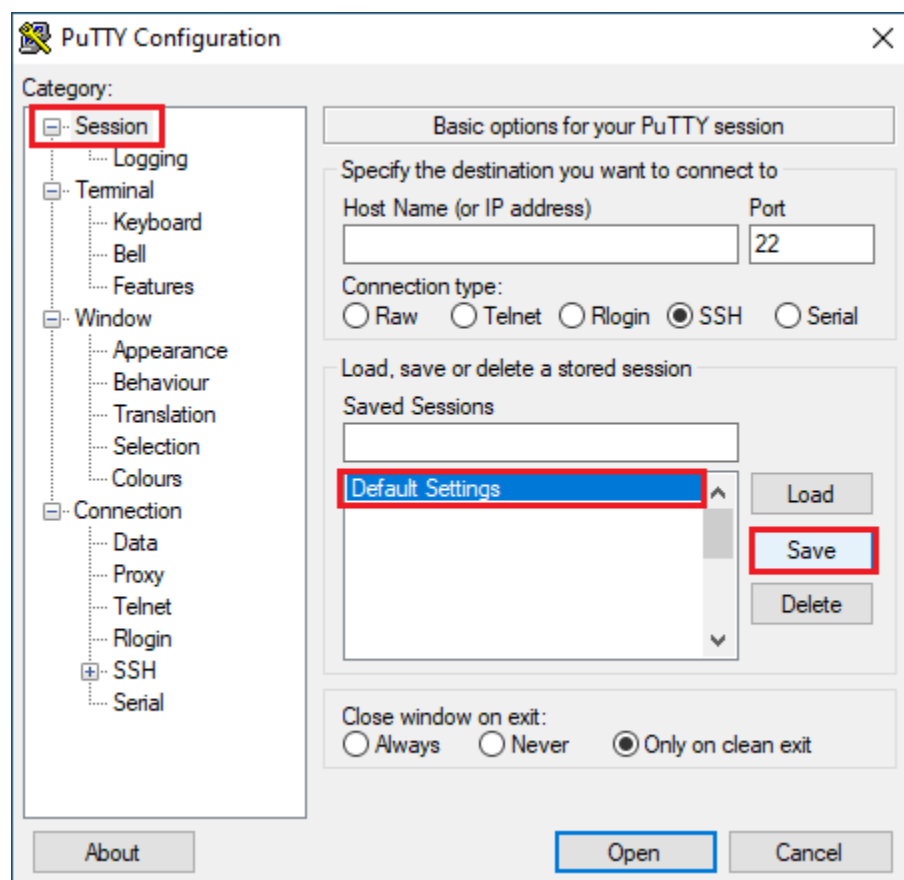 PuTTY Configuration
Category:
Session
Logging
Terminal
Keyboard
Bell
Features
Window
Appearance
Behaviour
Translation
Selection
Colours
Connection
Data
Proxy
Telnet
Rlogin
SSH
Serial
Basic options for your PuTTY session
Specify the destination you want to connect to
Host Name (or IP address) Port
22
Connection type:
Raw Telnet Rlogin SSH Serial
Load, save or delete a stored session
Saved Sessions
Default Settings
Load
Save
Delete
Close window on exit:
Always Never Only on clean exit
About Open Cancel